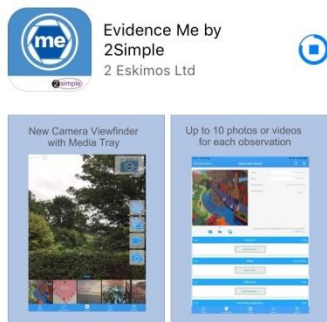 me
2simple
Evidence Me by
2Simple
2 Eskimos Ltd
New Camera Viewfinder
with Media Tray
Up to 10 photos or videos
for each observation